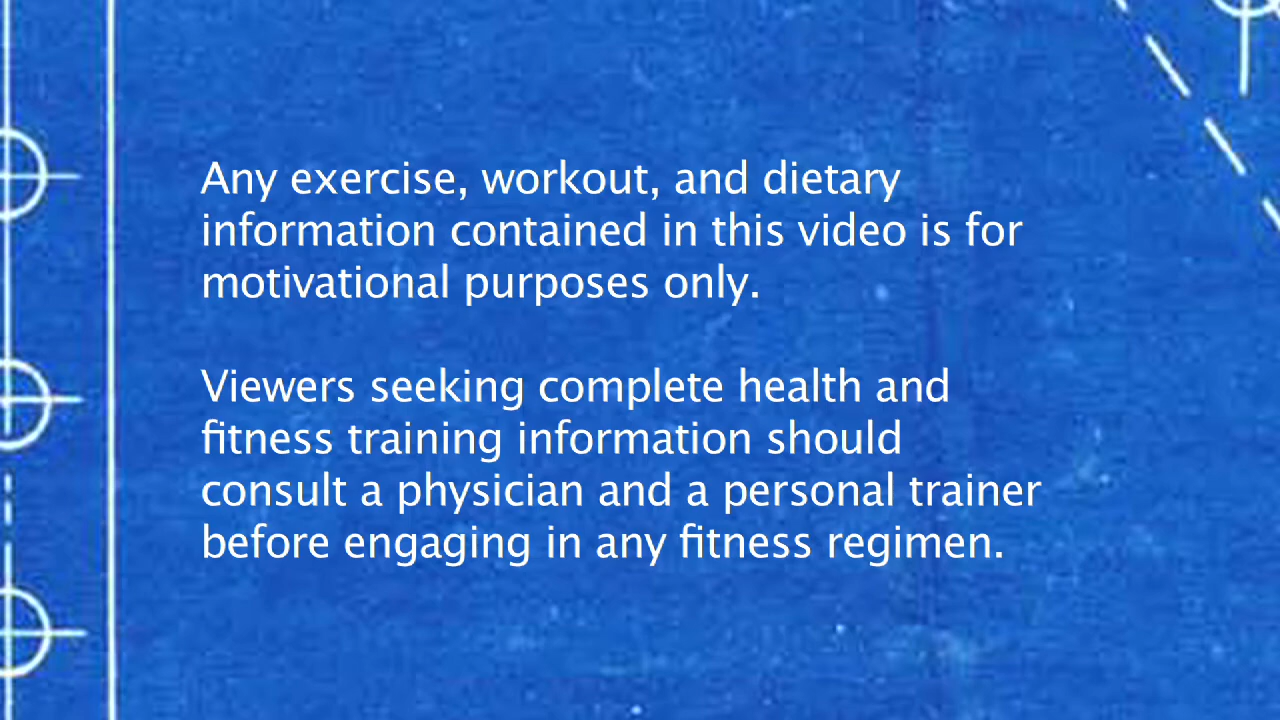 Any exercise, workout, and dietary
information contained in this video is for
motivational purposes only.
Viewers seeking complete health and
fitness training information should
consult a physician and a personal trainer
before engaging in any fitness regimen.